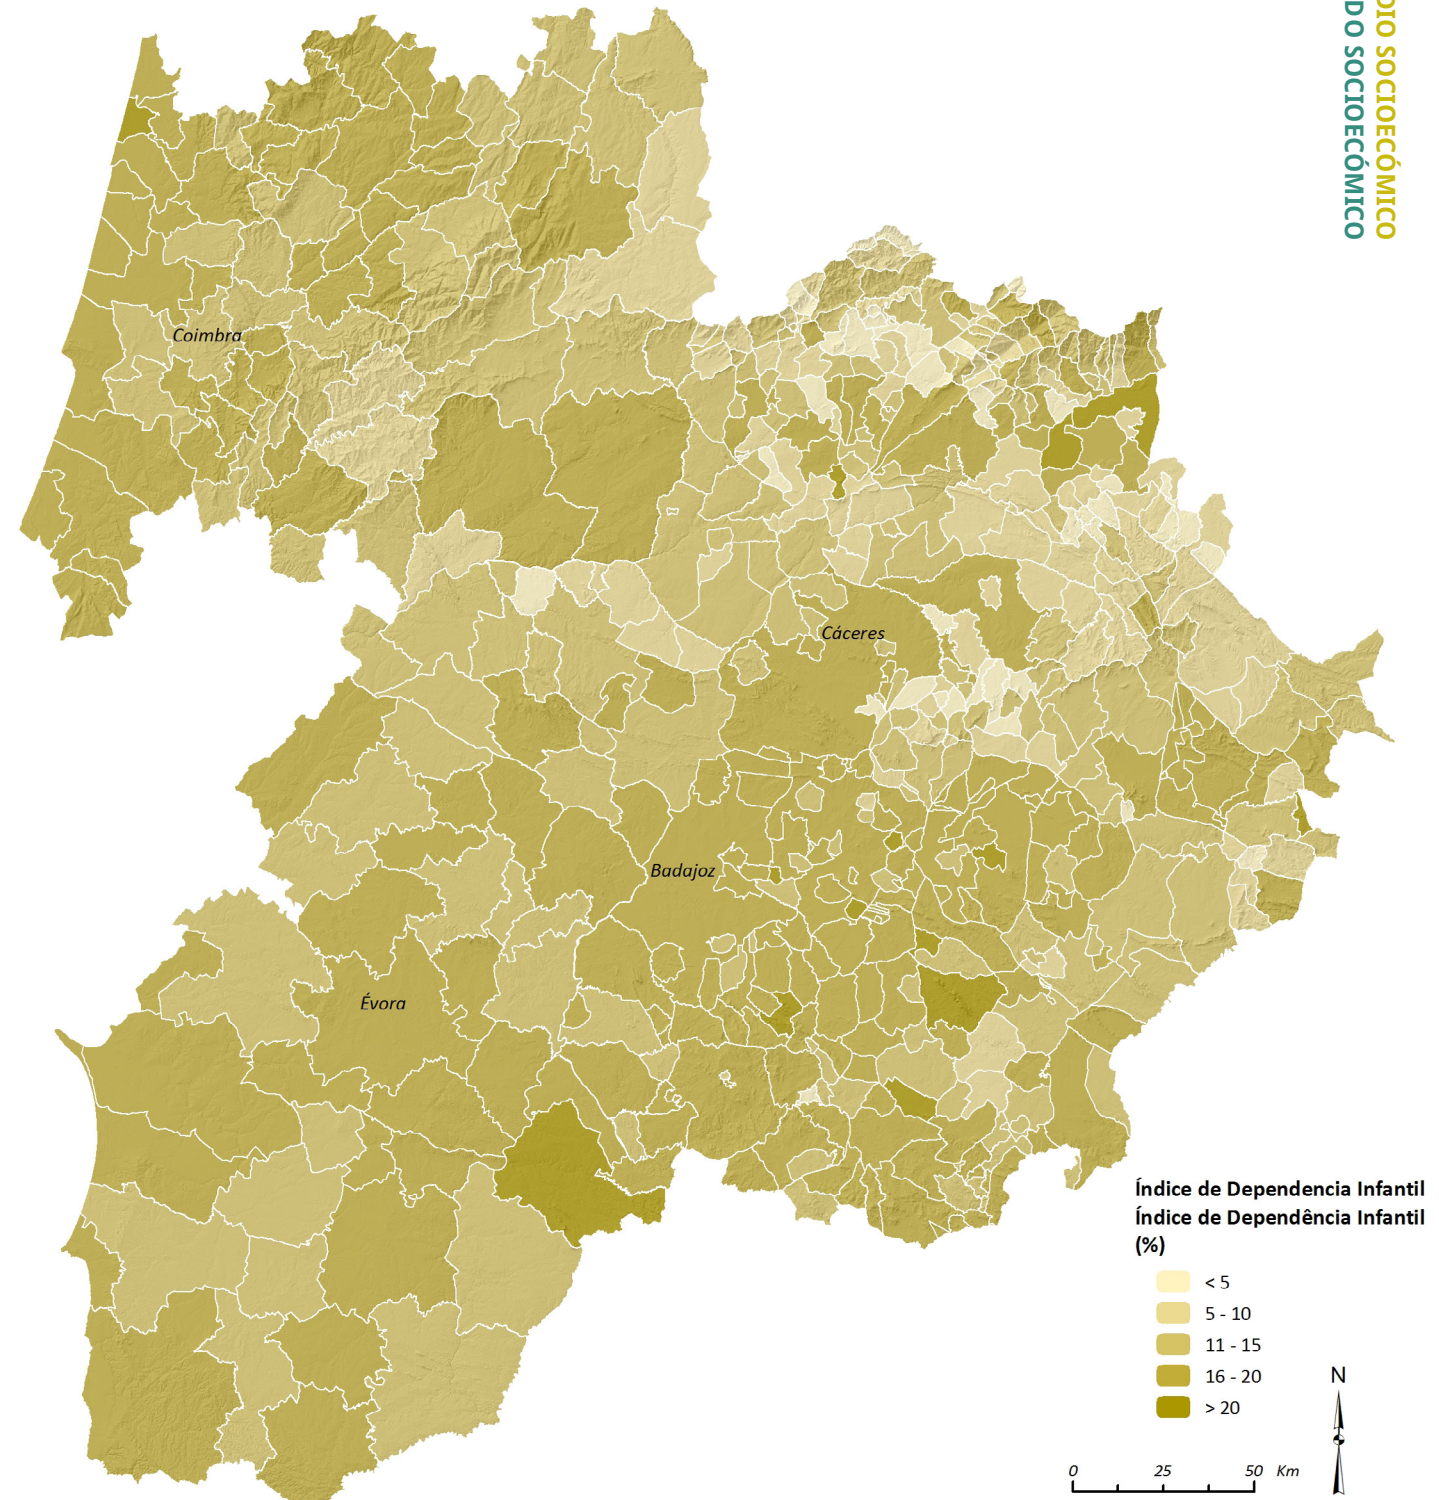 DIO SOCIOECÓMICO
DO SOCIOECÓMICO
Coimbra
Cáceres
Badajoz
Évora
Índice de Dependencia Infantil
Índice de Dependência Infantil
(%)
< 5
5 - 10
11 - 15
16 - 20
> 20
N
0 25 50 Km